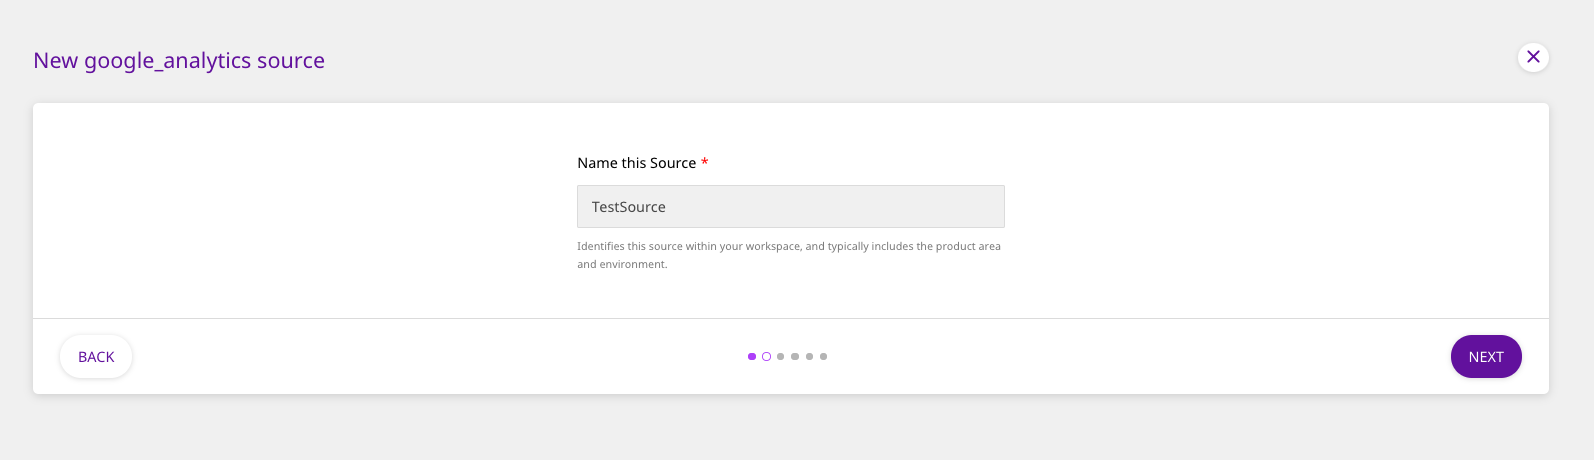 New google_analytics source
Name this Source *
TestSource
Identifies this source within your workspace, and typically includes the product area
and environment.
BACK
NEXT